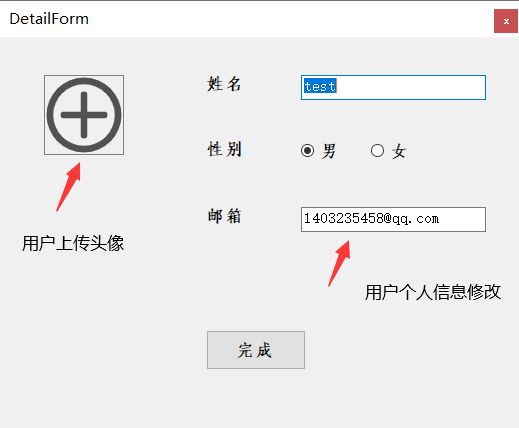 DetailForm
姓名 test
性别 男 女
邮箱 1403235458@qq.com
用户上传头像
用户个人信息修改
完成